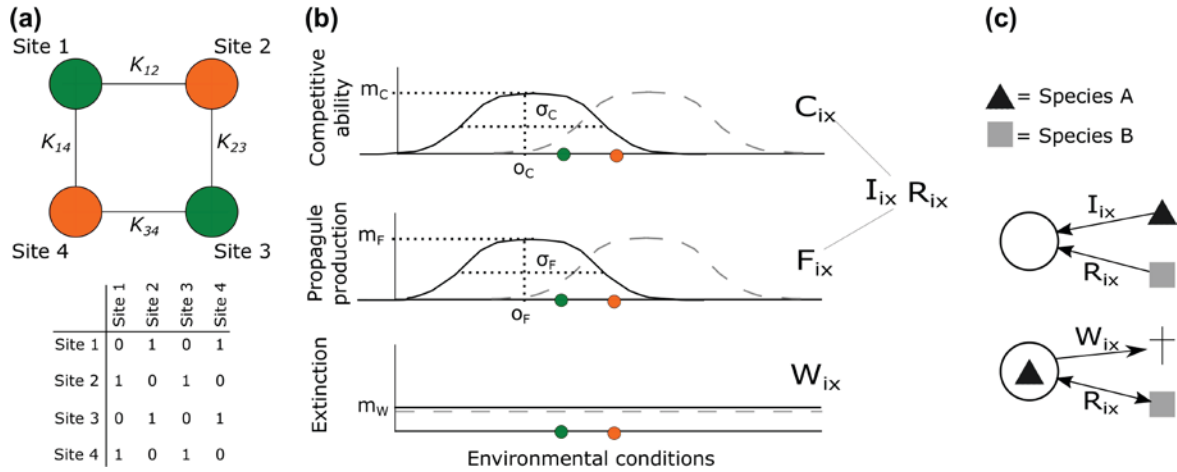 (a)
Site 1
Site 2
K12
K14
K23
K34
Site 4
Site 3
Site 1
Site 2
Site 3
Site 4
Site 1 0 1 0 1
Site 2 1 0 1 0
Site 3 0 1 0 1
Site 4 1 0 1 0
(b)
Competitive
ability
mC
σC
oC
Cix
Propagule
production
mF
σF
oF
Fix
Iix Rix
Extinction
mW
Wix
Environmental conditions
(c)
= Species A
= Species B
Iix
Rix
Wix
Rix